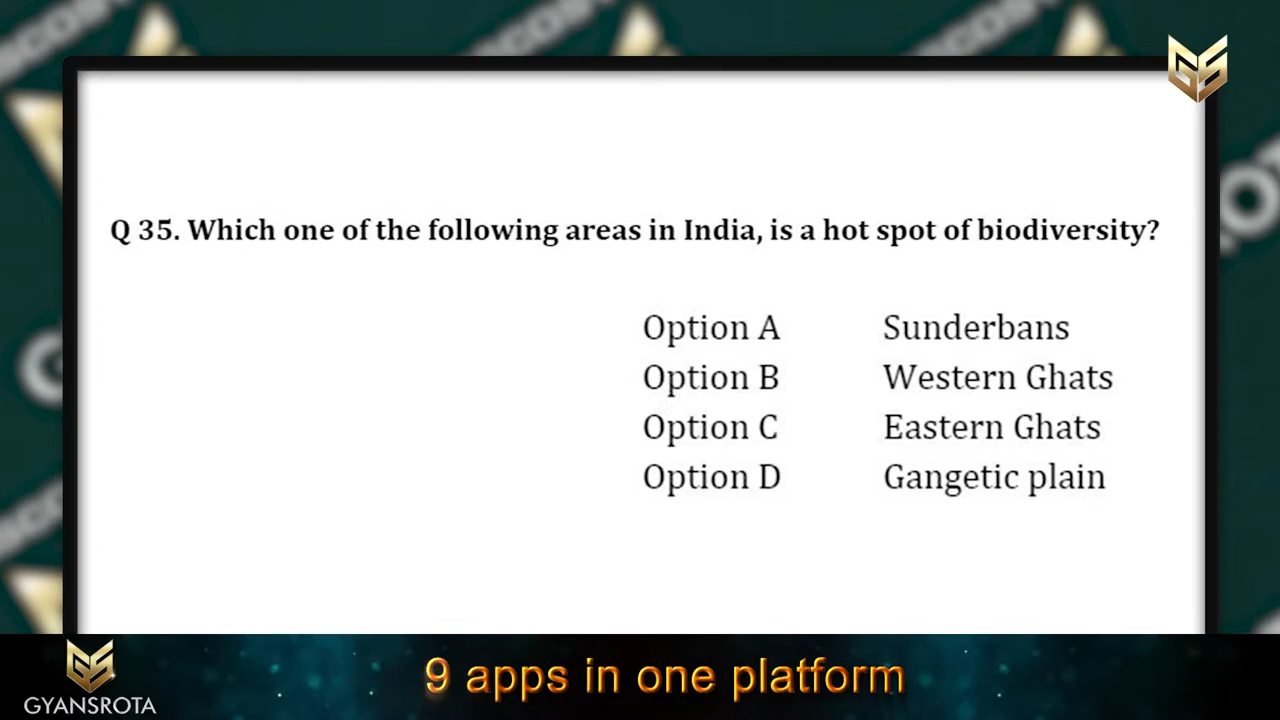 Q 35. Which one of the following areas in India, is a hot spot of biodiversity?
Option A Sunderbans
Option B Western Ghats
Option C Eastern Ghats
Option D Gangetic plain
9 apps in one platform
GYANSROTA